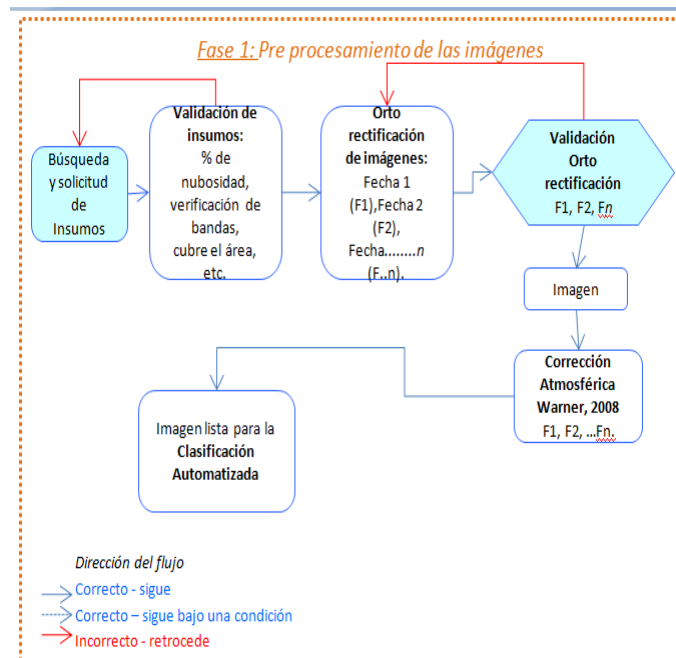 Fase 1: Pre procesamiento de las imágenes
Búsqueda
y solicitud
de
Insumos
Validación de
insumos:
% de
nubosidad,
verificación de
bandas,
cubre el área,
etc.
Orto
rectificación
de imágenes:
Fecha 1
(F1),Fecha 2
(F2),
Fecha........n
(F..n).
Validación
Orto
rectificación
F1, F2, Fn
Imagen
Corrección
Atmosférica
Warner, 2008
F1, F2, ...Fn.
Imagen lista para la
Clasificación
Automatizada
Dirección del flujo
Correcto - sigue
Correcto – sigue bajo una condición
Incorrecto - retrocede